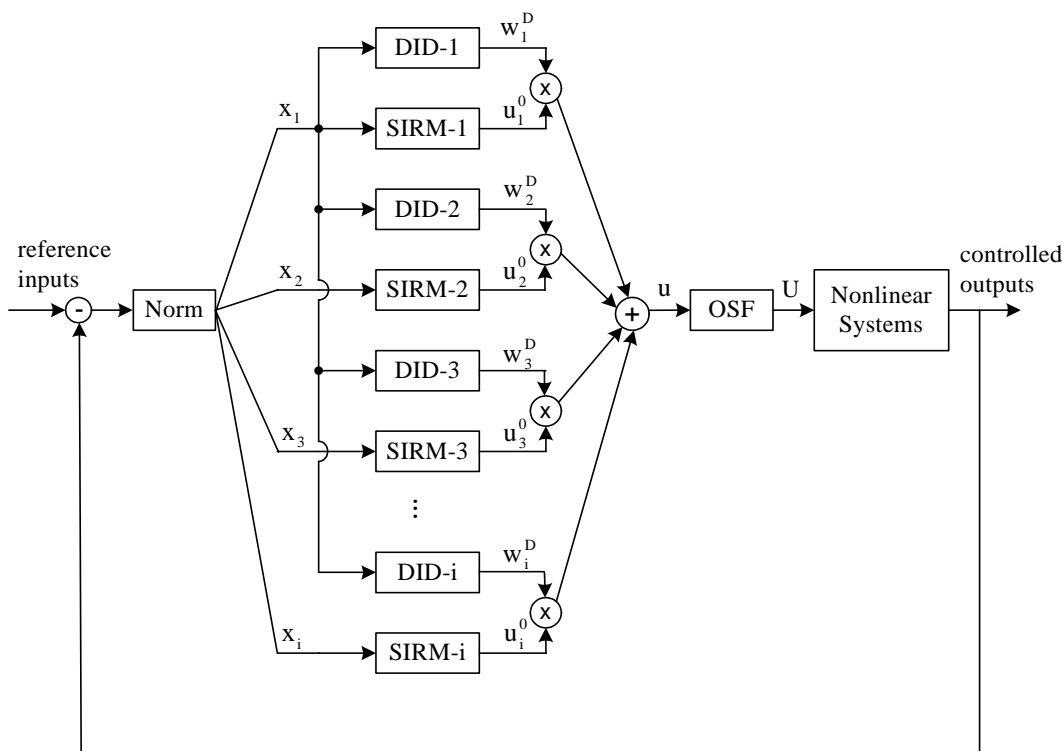 DID-1
w₁ᴰ
x
x₁
SIRM-1
u₁⁰
DID-2
w₂ᴰ
x
reference
inputs
x₂
SIRM-2
u₂⁰
-
Norm
+
u
OSF
U
Nonlinear
Systems
controlled
outputs
DID-3
w₃ᴰ
x
x₃
SIRM-3
u₃⁰
...
DID-i
wᵢᴰ
x
xᵢ
SIRM-i
uᵢ⁰